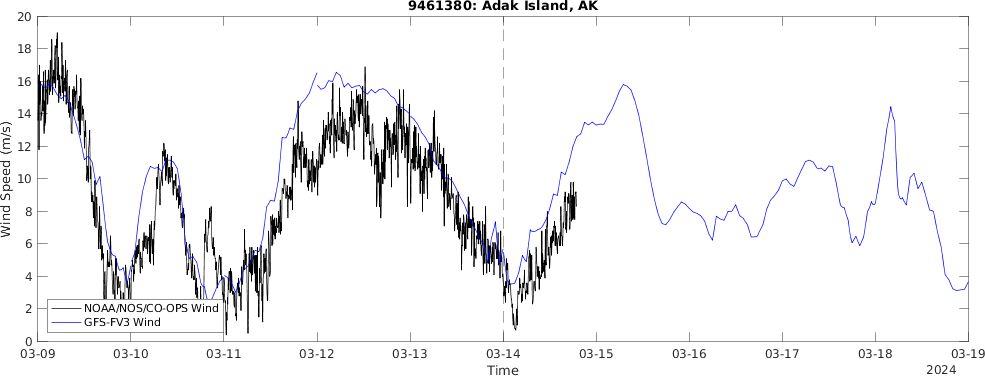 9461380: Adak Island, AK
Wind Speed (m/s)
20
18
16
14
12
10
8
6
4
2
0
NOAA/NOS/CO-OPS Wind
GFS-FV3 Wind
03-09 03-10 03-11 03-12 03-13 03-14 03-15 03-16 03-17 03-18 03-19
Time
2024